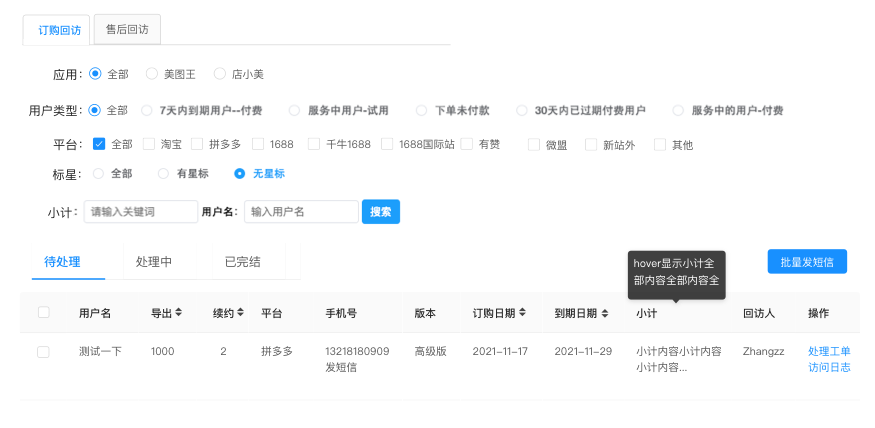 订购回访 售后回访
应用： 全部 美图王 店小美
用户类型： 全部 7天内到期用户--付费 服务中用户-试用 下单未付款 30天内已过期付费用户 服务中的用户-付费
平台： 全部 淘宝 拼多多 1688 千牛1688 1688国际站 有赞 微盟 新站外 其他
标星： 全部 有星标 无星标
小计： 请输入关键词 用户名： 输入用户名 搜索
待处理 处理中 已完结 批量发短信
hover显示小计全
部内容全部内容全
用户名 导出 续约 平台 手机号 版本 订购日期 到期日期 小计 回访人 操作
测试一下 1000 2 拼多多 13218180909 高级版 2021-11-17 2021-11-29 小计内容小计内容 Zhangzz 处理工单
发短信 小计内容... 访问日志